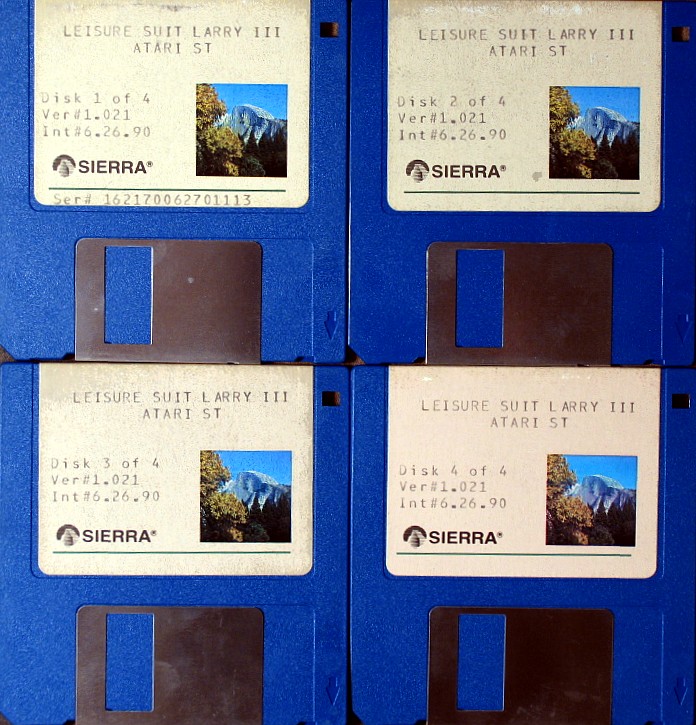 LEISURE SUIT LARRY III
ATARI ST
Disk 1 of 4
Ver#1.021
Int#6.26.90
SIERRA®
Ser# 162170062701113
LEISURE SUIT LARRY III
ATARI ST
Disk 2 of 4
Ver#1.021
Int#6.26.90
SIERRA®
LEISURE SUIT LARRY III
ATARI ST
Disk 3 of 4
Ver#1.021
Int#6.26.90
SIERRA®
LEISURE SUIT LARRY III
ATARI ST
Disk 4 of 4
Ver#1.021
Int#6.26.90
SIERRA®